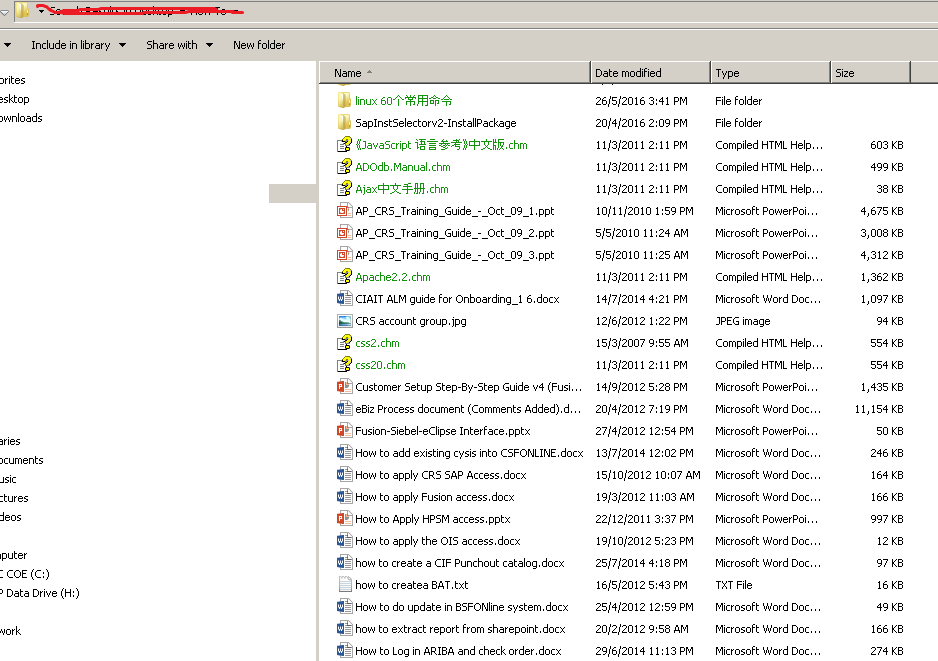 Include in library Share with New folder
Name Date modified Type Size
orites
esktop
ownloads
aries
ocuments
usic
ctures
deos
puter
C COE (C:)
P Data Drive (H:)
work
linux 60个常用命令 26/5/2016 3:41 PM File folder
SapInstSelectorv2-InstallPackage 20/4/2016 2:09 PM File folder
《JavaScript 语言参考》中文版.chm 11/3/2011 2:11 PM Compiled HTML Help... 603 KB
ADOdb.Manual.chm 11/3/2011 2:11 PM Compiled HTML Help... 499 KB
Ajax中文手册.chm 11/3/2011 2:11 PM Compiled HTML Help... 38 KB
AP_CRS_Training_Guide_-_Oct_09_1.ppt 10/11/2010 1:59 PM Microsoft PowerPoi... 4,675 KB
AP_CRS_Training_Guide_-_Oct_09_2.ppt 5/5/2010 11:24 AM Microsoft PowerPoi... 3,008 KB
AP_CRS_Training_Guide_-_Oct_09_3.ppt 5/5/2010 11:25 AM Microsoft PowerPoi... 4,312 KB
Apache2.2.chm 11/3/2011 2:11 PM Compiled HTML Help... 1,362 KB
CIAIT ALM guide for Onboarding_1 6.docx 14/7/2014 4:21 PM Microsoft Word Doc... 1,097 KB
CRS account group.jpg 12/6/2012 1:22 PM JPEG image 94 KB
css2.chm 15/3/2007 9:55 AM Compiled HTML Help... 554 KB
css20.chm 11/3/2011 2:11 PM Compiled HTML Help... 554 KB
Customer Setup Step-By-Step Guide v4 (Fusi... 14/9/2012 5:28 PM Microsoft PowerPoi... 1,435 KB
eBiz Process document (Comments Added).d... 20/4/2012 7:19 PM Microsoft Word Doc... 11,154 KB
Fusion-Siebel-eClipse Interface.pptx 27/4/2012 12:54 PM Microsoft PowerPoi... 50 KB
How to add existing cysis into CSFONLINE.docx 13/7/2014 12:02 PM Microsoft Word Doc... 246 KB
How to apply CRS SAP Access.docx 15/10/2012 10:07 AM Microsoft Word Doc... 164 KB
How to apply Fusion access.docx 19/3/2012 11:03 AM Microsoft Word Doc... 166 KB
How to Apply HPSM access.pptx 22/12/2011 3:37 PM Microsoft PowerPoi... 997 KB
How to apply the OIS access.docx 19/10/2012 5:23 PM Microsoft Word Doc... 12 KB
how to create a CIF Punchout catalog.docx 25/7/2014 4:18 PM Microsoft Word Doc... 97 KB
how to createa BAT.txt 16/5/2012 5:43 PM TXT File 16 KB
How to do update in BSFONline system.docx 25/4/2012 12:59 PM Microsoft Word Doc... 49 KB
how to extract report from sharepoint.docx 20/2/2012 9:58 AM Microsoft Word Doc... 166 KB
How to Log in ARIBA and check order.docx 29/6/2014 11:13 PM Microsoft Word Doc... 274 KB